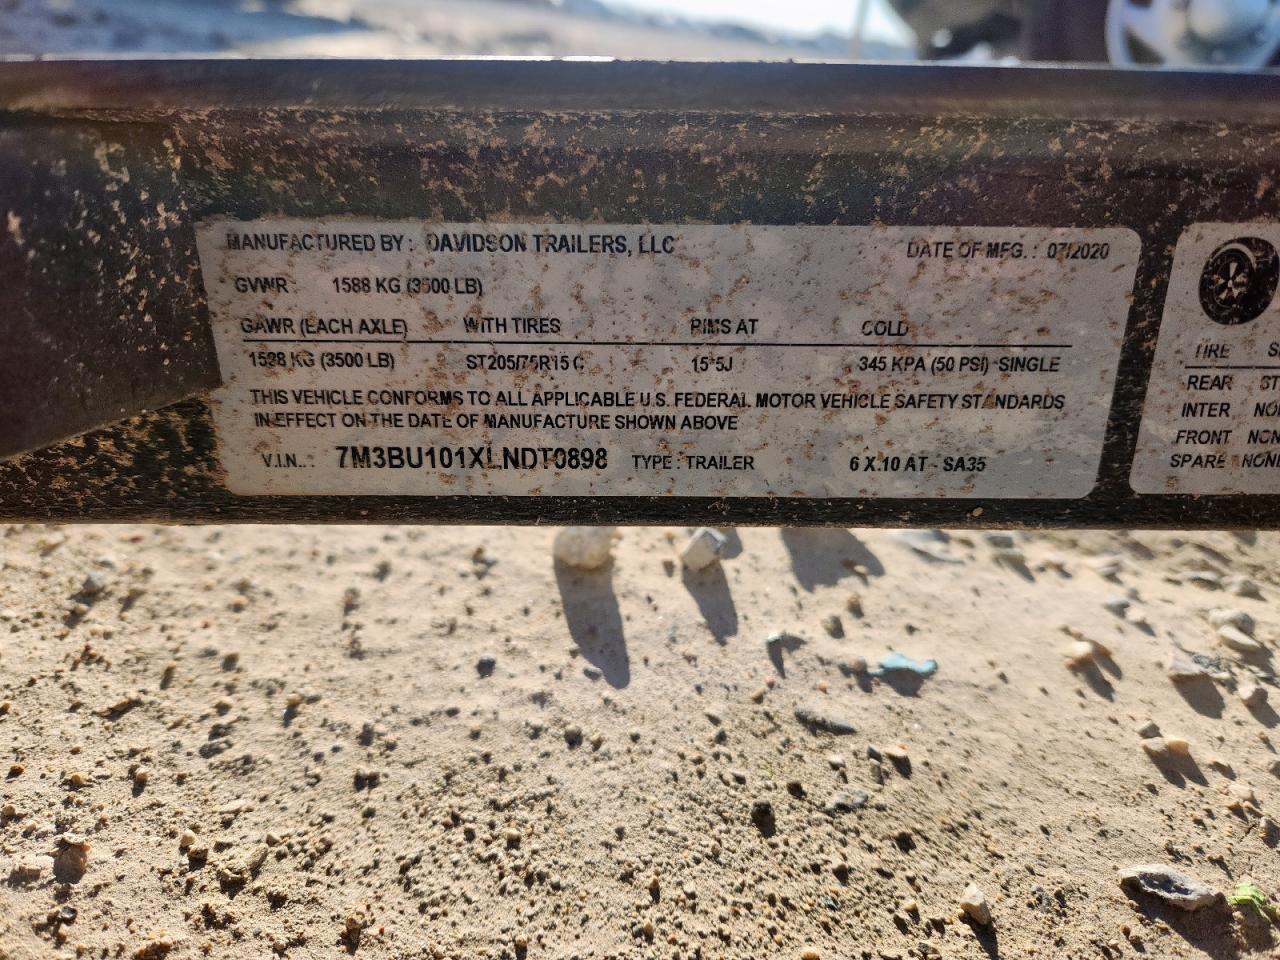 MANUFACTURED BY : DAVIDSON TRAILERS, LLC DATE OF MFG. : 07/2020
GVWR 1588 KG (3500 LB)
GAWR (EACH AXLE) WITH TIRES RIMS AT COLD
1588 KG (3500 LB) ST205/75R15 C 15*5J 345 KPA (50 PSI) SINGLE
THIS VEHICLE CONFORMS TO ALL APPLICABLE U.S. FEDERAL MOTOR VEHICLE SAFETY STANDARDS
IN EFFECT ON THE DATE OF MANUFACTURE SHOWN ABOVE
V.I.N.. : 7M3BU101XLNDT0898 TYPE : TRAILER 6 X 10 AT - SA35
TIRE
REAR
INTER
FRONT
SPARE